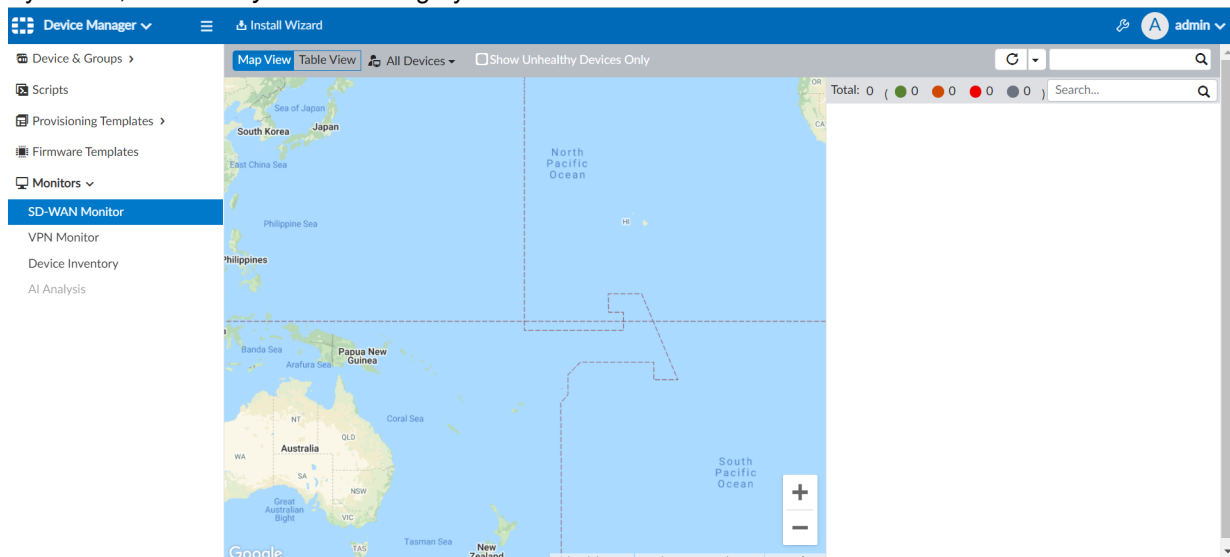 Device Manager
Install Wizard
A admin
Device & Groups
Scripts
Provisioning Templates
Firmware Templates
Monitors
SD-WAN Monitor
VPN Monitor
Device Inventory
AI Analysis
Map View Table View All Devices Show Unhealthy Devices Only
Total: 0 ( 0 0 0 0 ) Search...
OR
CA
Sea of Japan
South Korea Japan
East China Sea
North
Pacific
Ocean
HI
Philippine Sea
Philippines
Banda Sea
Papua New
Guinea
Arafura Sea
Coral Sea
NT
QLD
WA
Australia
SA
NSW
Great
Australian
Bight
VIC
South
Pacific
Ocean
+
−
TAS
Tasman Sea
New
Zealand
Google